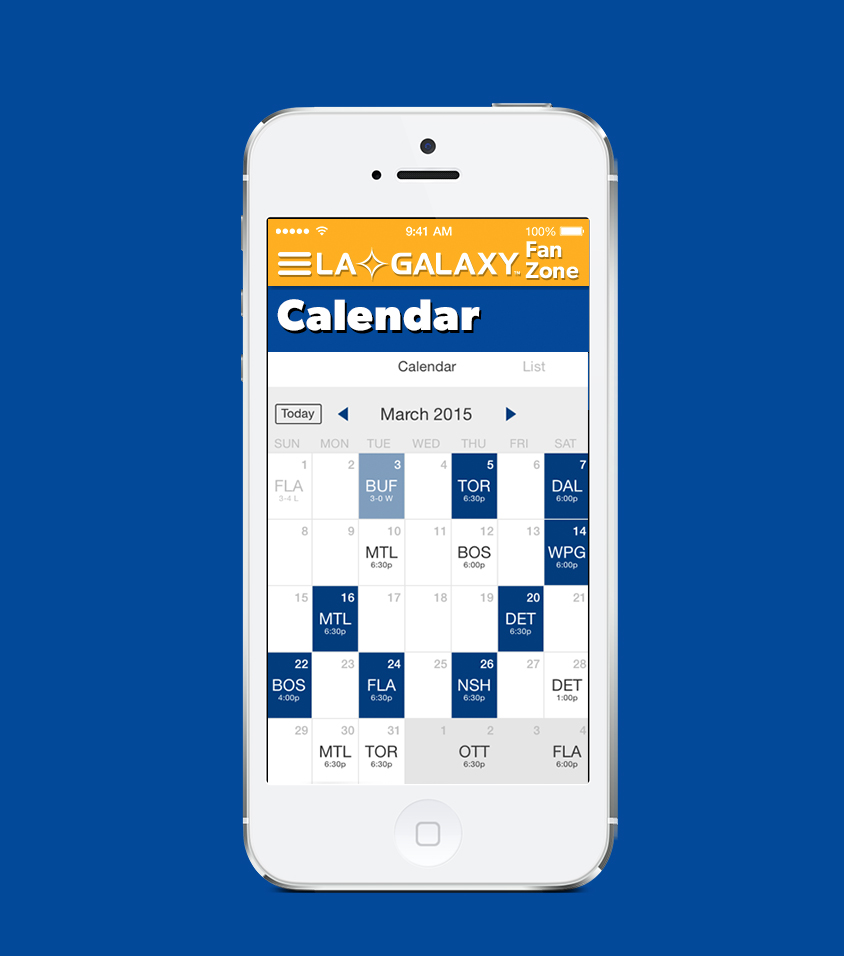 9:41 AM 100%
LA GALAXY™ Fan Zone
Calendar
Calendar List
Today March 2015
SUN MON TUE WED THU FRI SAT
1 2 3 4 5 6 7
FLA BUF TOR DAL
3-4 L 3-0 W 6:30p 6:00p
8 9 10 11 12 13 14
MTL BOS WPG
6:30p 6:00p 6:00p
15 16 17 18 19 20 21
MTL DET
6:30p 6:30p
22 23 24 25 26 27 28
BOS FLA NSH DET
4:00p 6:30p 6:30p 1:00p
29 30 31 1 2 3 4
MTL TOR OTT FLA
6:30p 6:30p 6:30p 6:00p